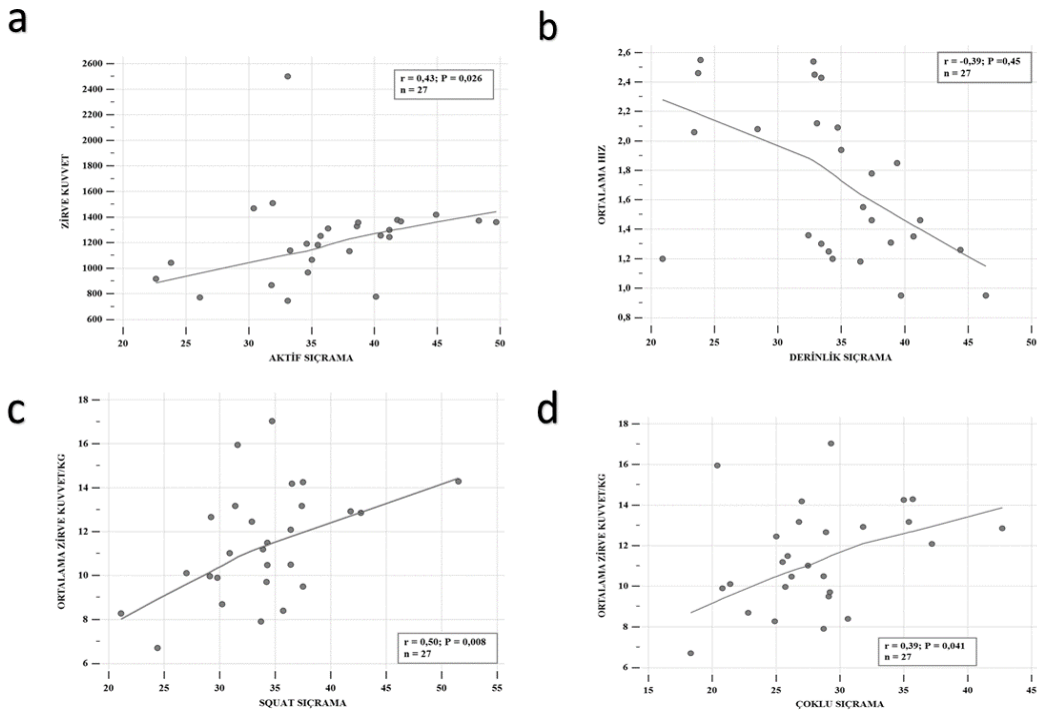 a
2600
2400
2200
2000
1800
1600
1400
1200
1000
800
600
ZİRVE KUVVET
r = 0,43; P = 0,026
n = 27
20 25 30 35 40 45 50
AKTİF SIÇRAMA
b
2,6
2,4
2,2
2,0
1,8
1,6
1,4
1,2
1,0
0,8
ORTALAMA HIZ
r = -0,39; P =0,45
n = 27
20 25 30 35 40 45 50
DERİNLİK SIÇRAMA
c
18
16
14
12
10
8
6
ORTALAMA ZİRVE KUVVET/KG
r = 0,50; P = 0,008
n = 27
20 25 30 35 40 45 50 55
SQUAT SIÇRAMA
d
18
16
14
12
10
8
6
ORTALAMA ZİRVE KUVVET/KG
r = 0,39; P = 0,041
n = 27
15 20 25 30 35 40 45
ÇOKLU SIÇRAMA